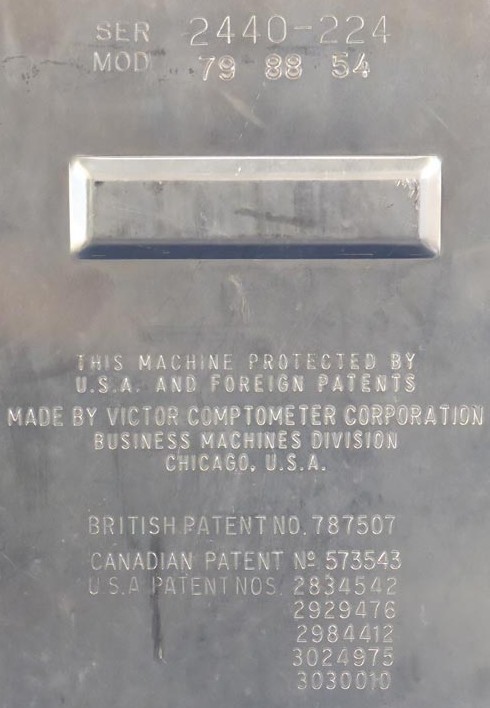 SER 2440-224
MOD 79 88 54
THIS MACHINE PROTECTED BY
U.S.A. AND FOREIGN PATENTS
MADE BY VICTOR COMPTOMETER CORPORATION
BUSINESS MACHINES DIVISION
CHICAGO, U.S.A.
BRITISH PATENT NO. 787507
CANADIAN PATENT Nº 573543
U.S.A PATENT NOS. 2834542
2929476
2984412
3024975
3030010